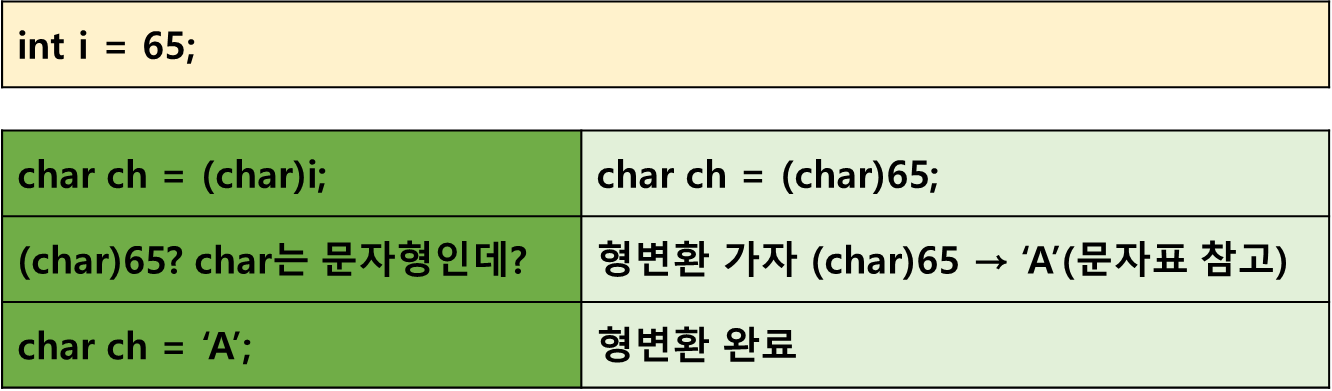 int i = 65;
char ch = (char)i;
char ch = (char)65;
(char)65? char는 문자형인데?
형변환 가자 (char)65 → ‘A’(문자표 참고)
char ch = ‘A’;
형변환 완료